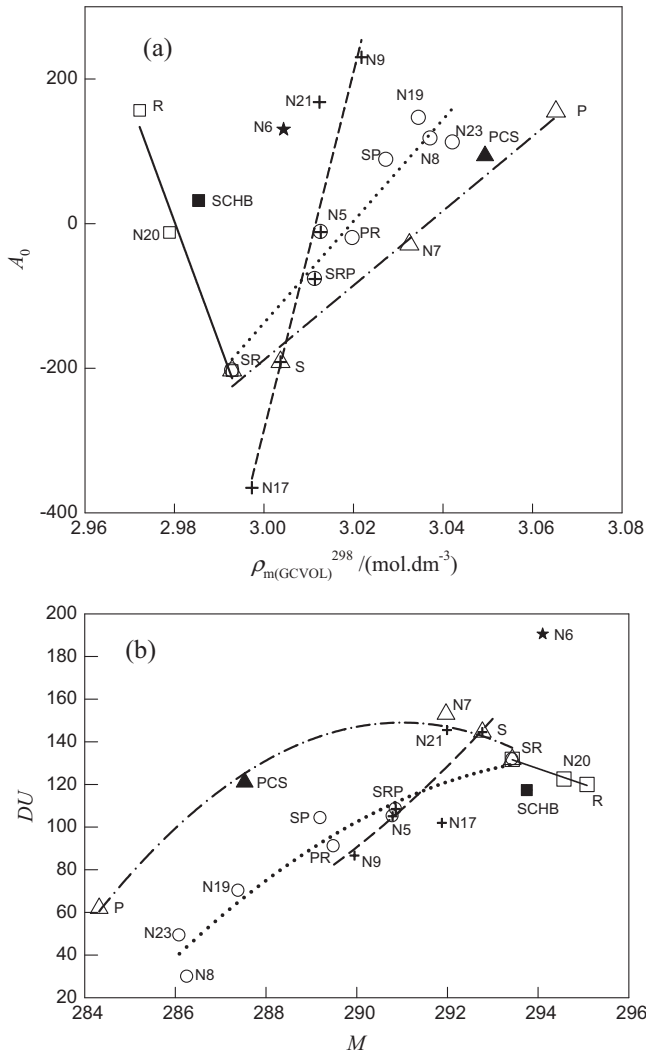 (a)
200
0
-200
-400
A₀
R
N20
SCHB
N6
N21
N9
N19
N8
N23
SP
PCS
P
N5
PR
N7
SRP
SR
S
N17
2.96
2.98
3.00
3.02
3.04
3.06
3.08
ρm(GCVOL)²⁹⁸ /(mol.dm⁻³)
(b)
200
180
160
140
120
100
80
60
40
20
DU
N6
N7
N21
S
SR
N20
R
SCHB
PCS
SRP
SP
N5
N17
PR
N9
N19
P
N23
N8
284
286
288
290
292
294
296
M